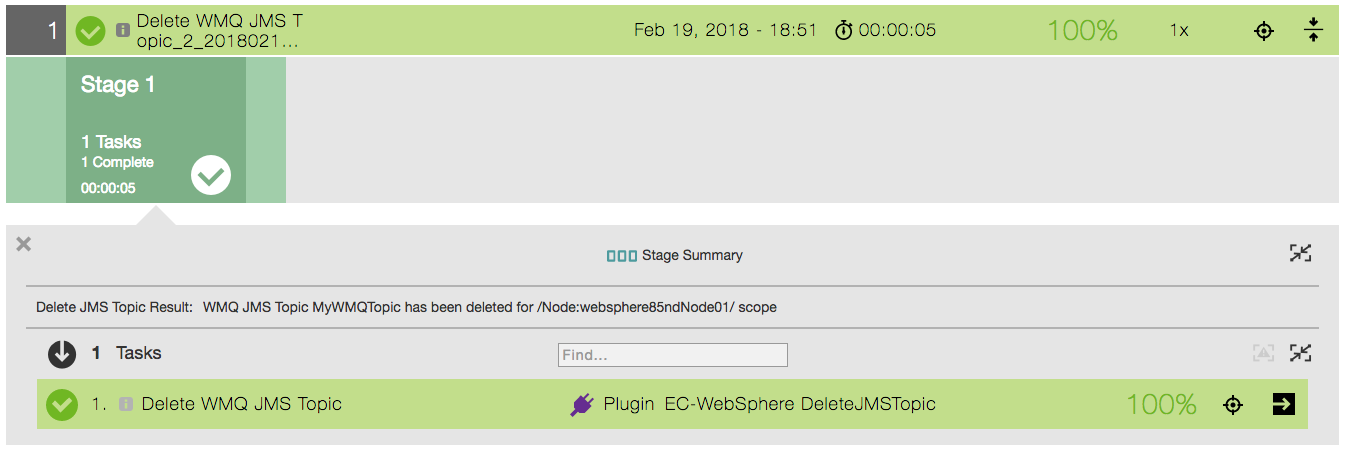 1 Delete WMQ JMS T
opic_2_2018021... Feb 19, 2018 - 18:51 00:00:05 100% 1x
Stage 1
1 Tasks
1 Complete
00:00:05
Stage Summary
Delete JMS Topic Result: WMQ JMS Topic MyWMQTopic has been deleted for /Node:websphere85ndNode01/ scope
1 Tasks Find...
1. Delete WMQ JMS Topic Plugin EC-WebSphere DeleteJMSTopic 100%